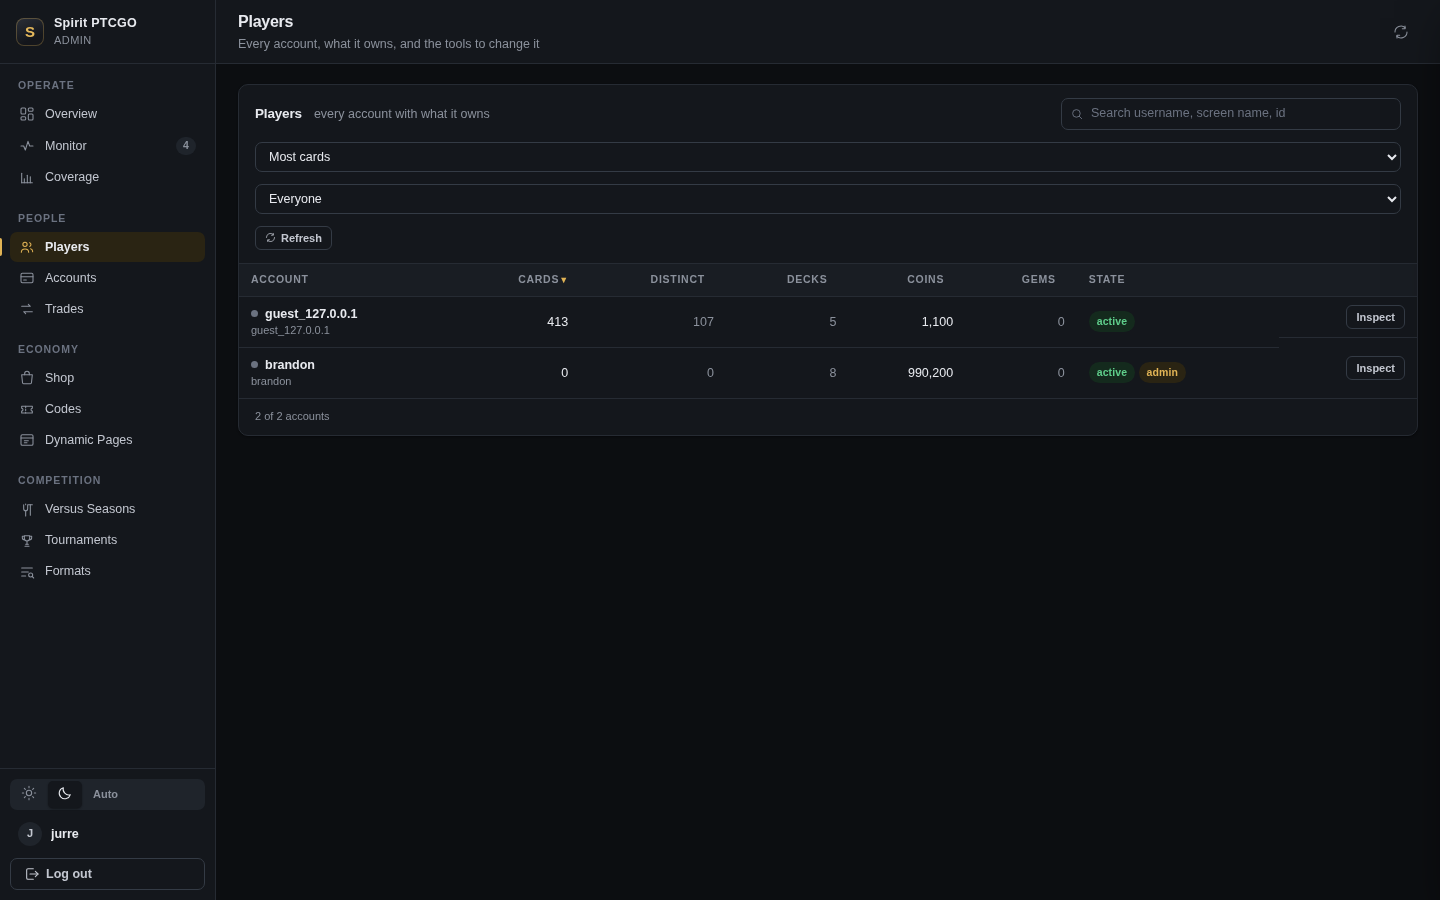 S
Spirit PTCGO
ADMIN
Players
Every account, what it owns, and the tools to change it
OPERATE
Overview
Monitor 4
Coverage
PEOPLE
Players
Accounts
Trades
ECONOMY
Shop
Codes
Dynamic Pages
COMPETITION
Versus Seasons
Tournaments
Formats
Auto
J jurre
Log out
Players every account with what it owns
Search username, screen name, id
Most cards
Everyone
Refresh
ACCOUNT CARDS▼ DISTINCT DECKS COINS GEMS STATE
guest_127.0.0.1
guest_127.0.0.1
413 107 5 1,100 0 active Inspect
brandon
brandon
0 0 8 990,200 0 active admin Inspect
2 of 2 accounts